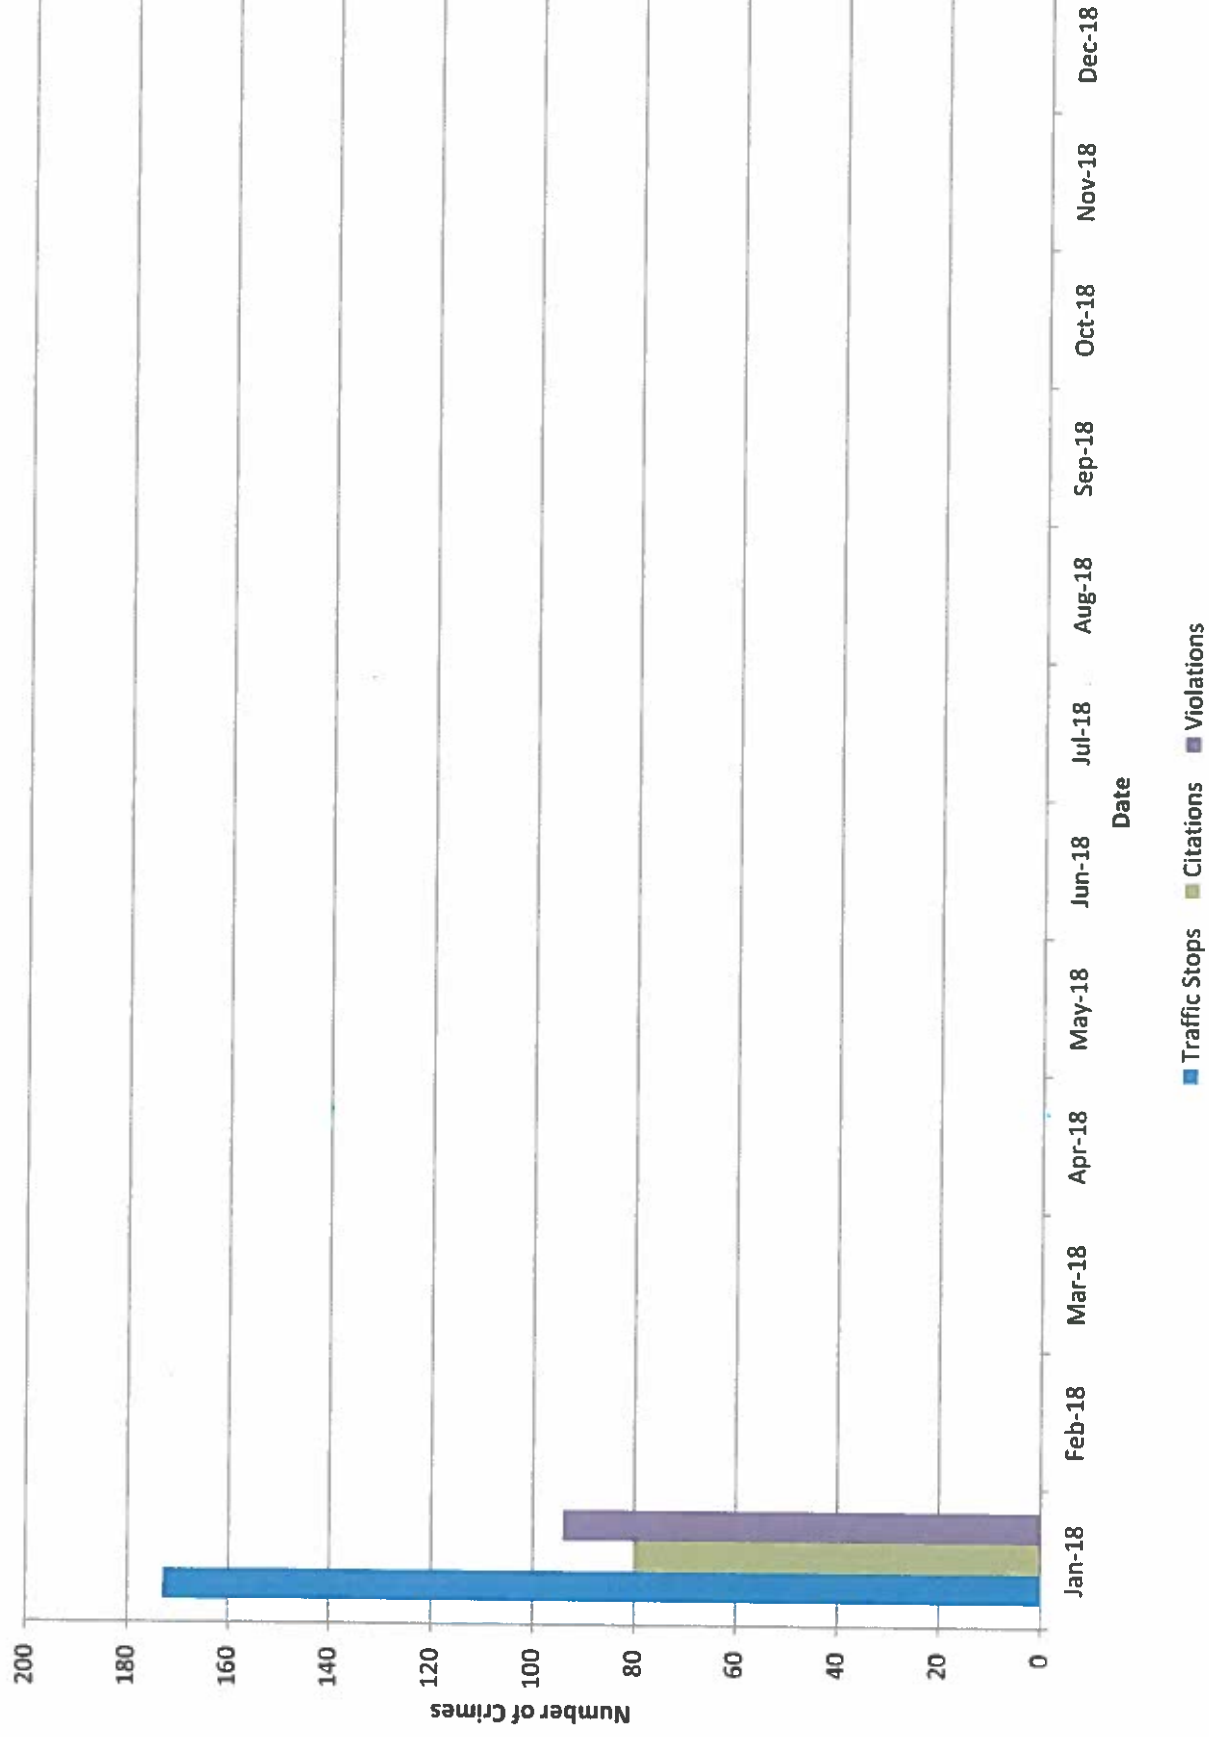 200
180
160
140
120
100
80
60
40
20
0
Number of Crimes
Jan-18 Feb-18 Mar-18 Apr-18 May-18 Jun-18 Jul-18 Aug-18 Sep-18 Oct-18 Nov-18 Dec-18
Date
Traffic Stops Citations Violations